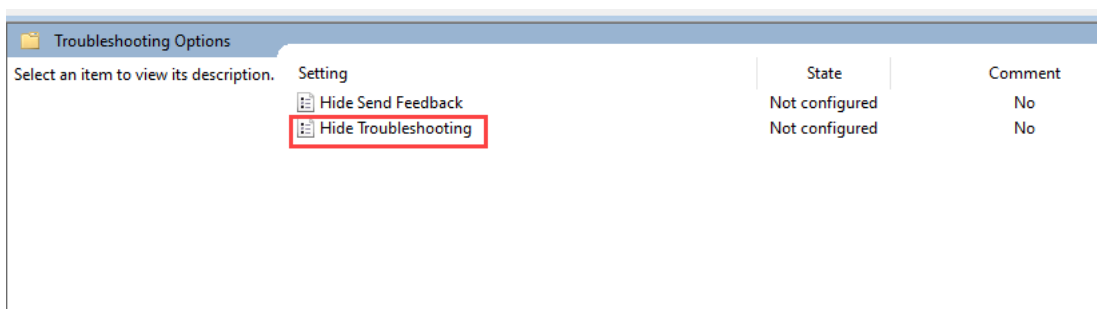 Troubleshooting Options
Select an item to view its description. Setting State Comment
Hide Send Feedback Not configured No
Hide Troubleshooting Not configured No